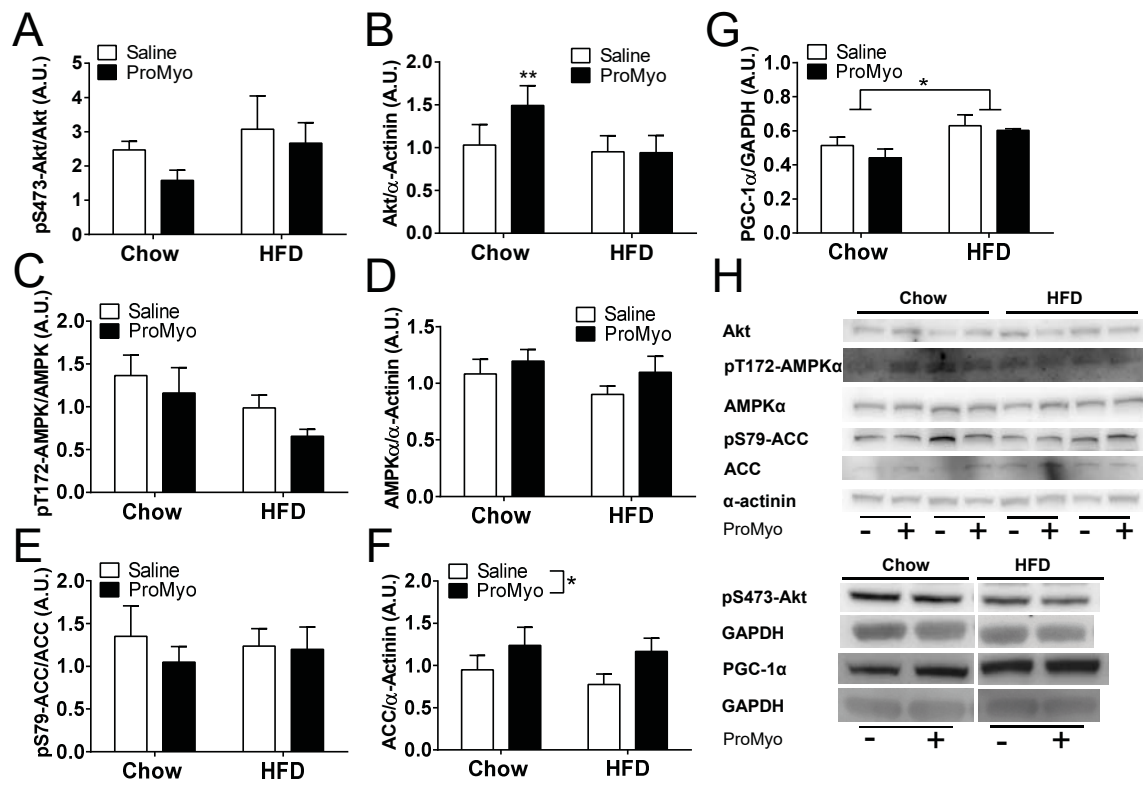 A
Saline
ProMyo
pS473-Akt/Akt (A.U.)
5
4
3
2
1
0
Chow HFD
B
Saline
ProMyo
Akt/α-Actinin (A.U.)
2.0
1.5
1.0
0.5
0.0
**
Chow HFD
G
Saline
ProMyo
PGC-1α/GAPDH (A.U.)
1.0
0.8
0.6
0.4
0.2
0.0
*
Chow HFD
C
Saline
ProMyo
pT172-AMPK/AMPK (A.U.)
2.0
1.5
1.0
0.5
0.0
Chow HFD
D
Saline
ProMyo
AMPKα/α-Actinin (A.U.)
1.5
1.0
0.5
0.0
Chow HFD
E
Saline
ProMyo
pS79-ACC/ACC (A.U.)
2.0
1.5
1.0
0.5
0.0
Chow HFD
F
Saline
ProMyo
*
ACC/α-Actinin (A.U.)
2.0
1.5
1.0
0.5
0.0
Chow HFD
H
Chow HFD
Akt
pT172-AMPKα
AMPKα
pS79-ACC
ACC
α-actinin
ProMyo - + - + - + - +
Chow HFD
pS473-Akt
GAPDH
PGC-1α
GAPDH
ProMyo - + - +